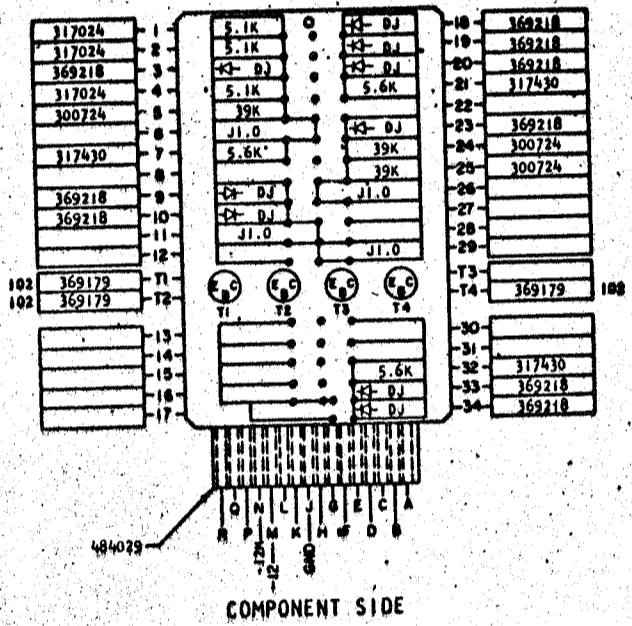 317024 1 5.1K DJ 18 369218
317024 2 5.1K DJ 19 369218
369218 3 DJ DJ 20 369218
317024 4 5.1K 5.6K 21 317430
300724 5 39K 22
6 J1.0 DJ 23 369218
317430 7 5.6K 39K 24 300724
8 39K 25 300724
369218 9 DJ J1.0 26
369218 10 DJ 27
11 J1.0 28
12 J1.0 29
102 369179 T1 T3
102 369179 T2 T4 369179 102
E B C E B C E B C E B C
T1 T2 T3 T4
13 30
14 31
15 5.6K 32 317430
16 DJ 33 369218
17 DJ 34 369218
Q N L J G E C A
R P M K H F D B
484029 -12 GND
COMPONENT SIDE